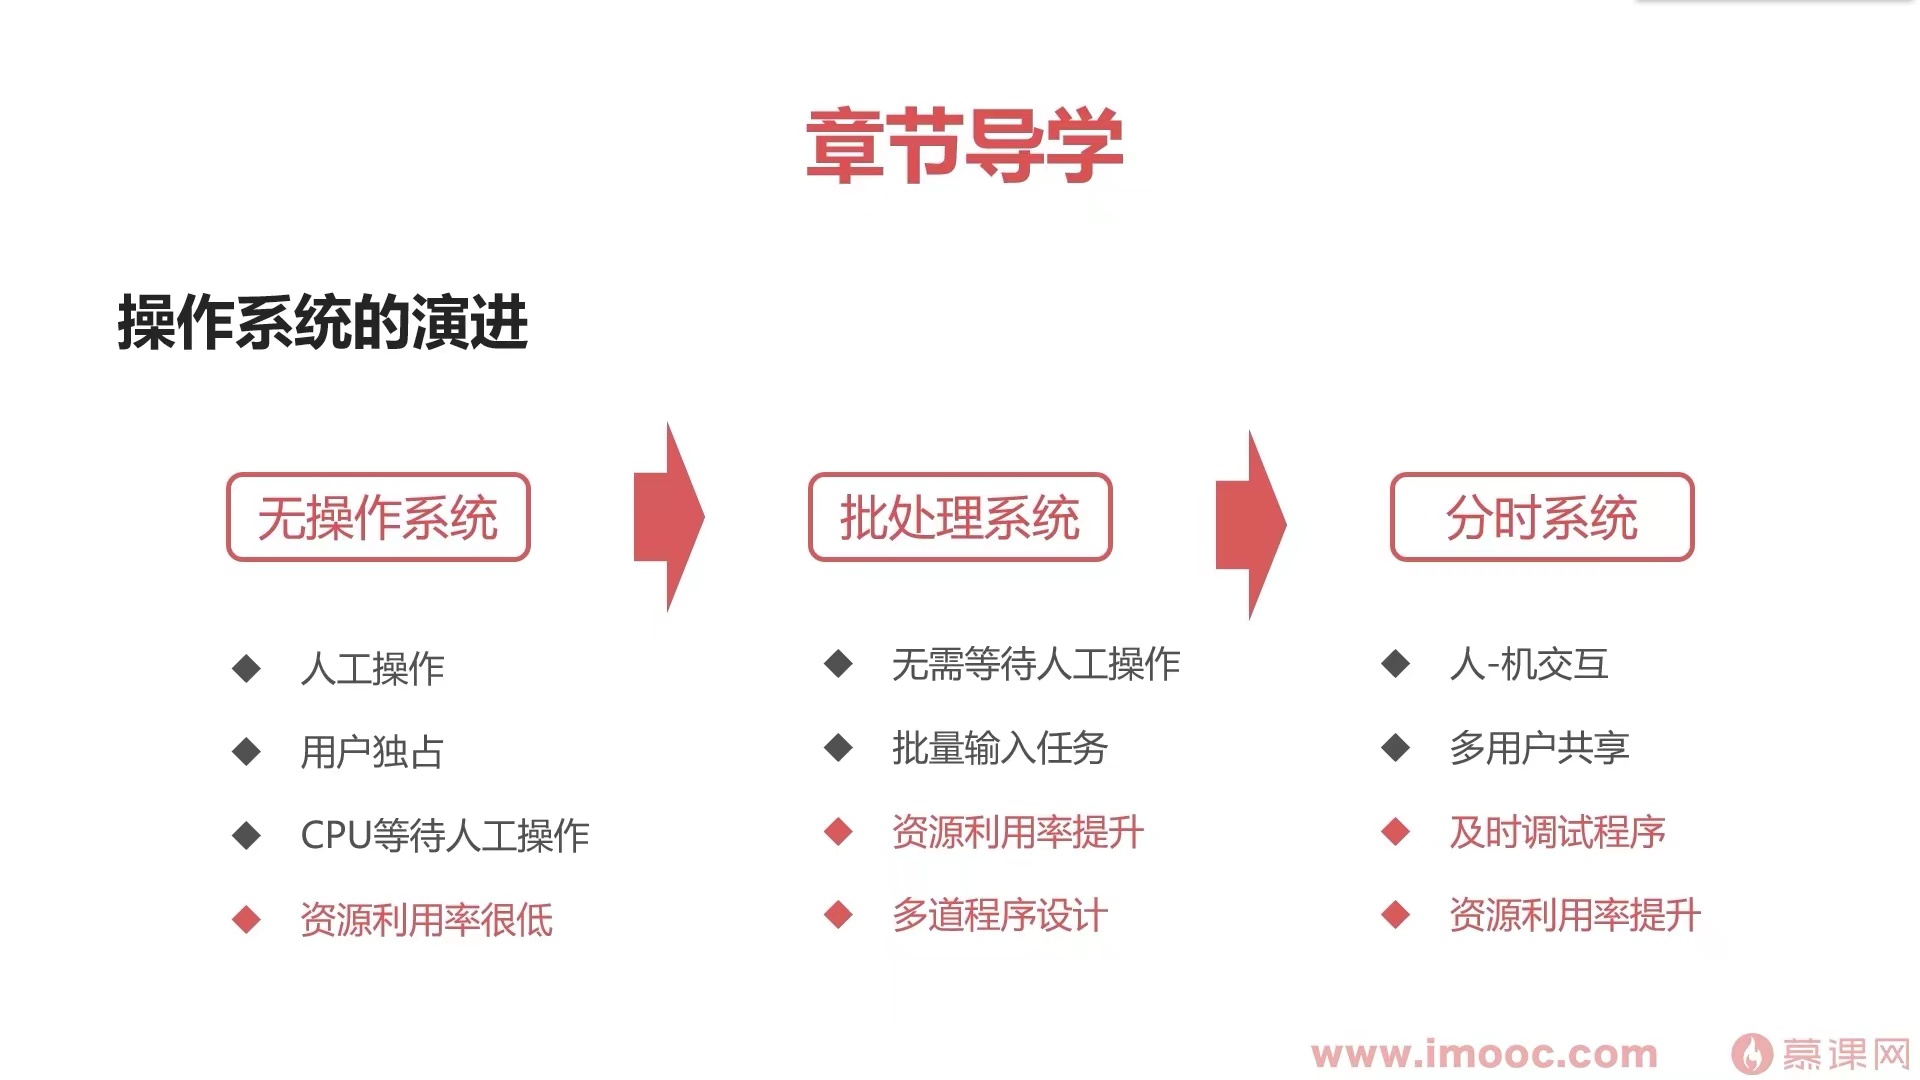 章节导学
操作系统的演进
无操作系统
人工操作
用户独占
CPU等待人工操作
资源利用率很低
批处理系统
无需等待人工操作
批量输入任务
资源利用率提升
多道程序设计
分时系统
人-机交互
多用户共享
及时调试程序
资源利用率提升
www.imooc.com
慕课网